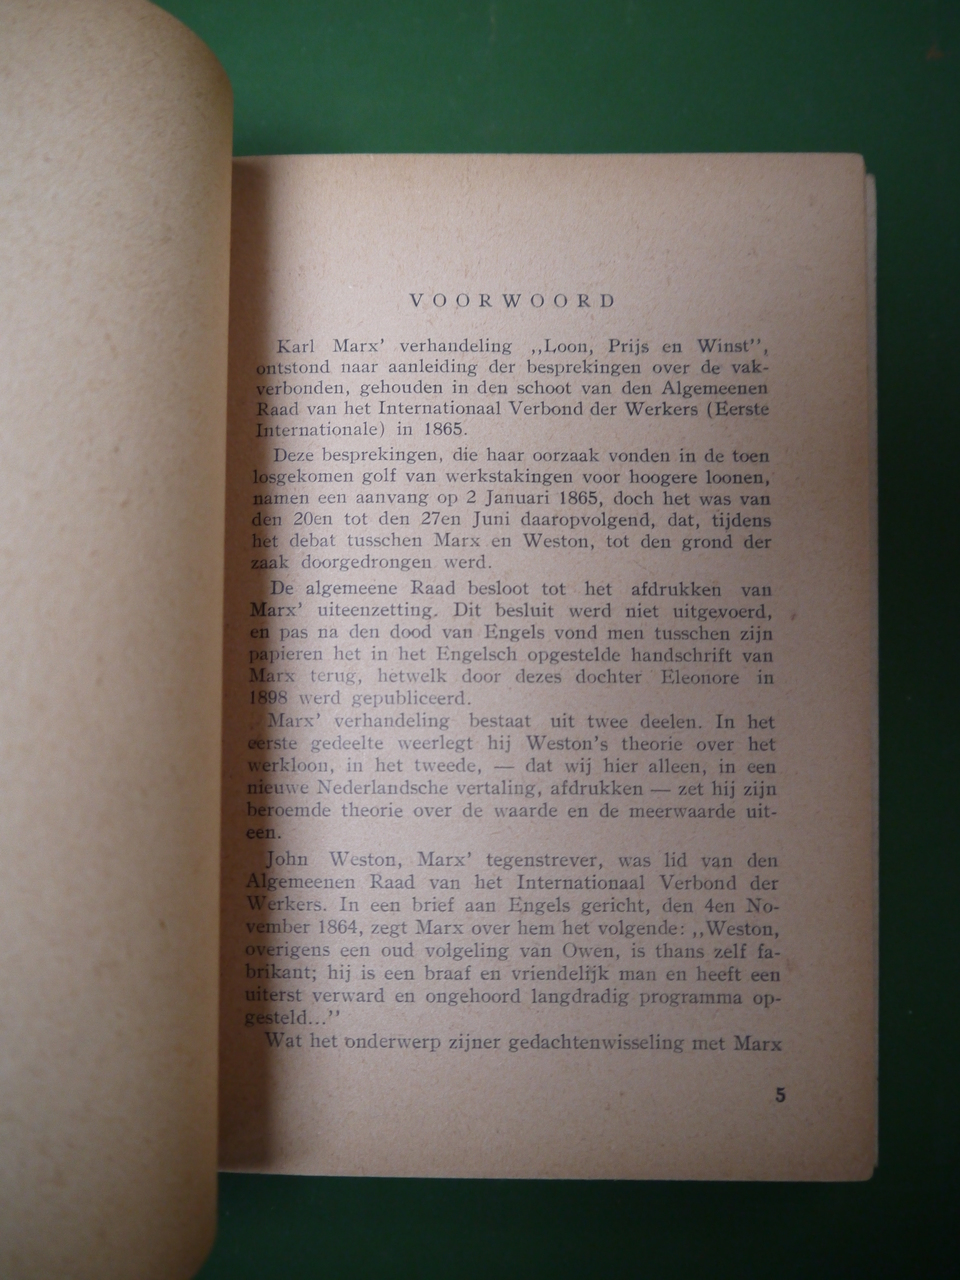 VOORWOORD
Karl Marx' verhandeling ,,Loon, Prijs en Winst'',
ontstond naar aanleiding der besprekingen over de vak-
verbonden, gehouden in den schoot van den Algemeenen
Raad van het Internationaal Verbond der Werkers (Eerste
Internationale) in 1865.
Deze besprekingen, die haar oorzaak vonden in de toen
losgekomen golf van werkstakingen voor hoogere loonen,
namen een aanvang op 2 Januari 1865, doch het was van
den 20en tot den 27en Juni daaropvolgend, dat, tijdens
het debat tusschen Marx en Weston, tot den grond der
zaak doorgedrongen werd.
De algemeene Raad besloot tot het afdrukken van
Marx' uiteenzetting. Dit besluit werd niet uitgevoerd,
en pas na den dood van Engels vond men tusschen zijn
papieren het in het Engelsch opgestelde handschrift van
Marx terug, hetwelk door dezes dochter Eleonore in
1898 werd gepubliceerd.
Marx' verhandeling bestaat uit twee deelen. In het
eerste gedeelte weerlegt hij Weston's theorie over het
werkloon, in het tweede, — dat wij hier alleen, in een
nieuwe Nederlandsche vertaling, afdrukken — zet hij zijn
beroemde theorie over de waarde en de meerwaarde uit-
een.
John Weston, Marx' tegenstrever, was lid van den
Algemeenen Raad van het Internationaal Verbond der
Werkers. In een brief aan Engels gericht, den 4en No-
vember 1864, zegt Marx over hem het volgende: ,,Weston,
overigens een oud volgeling van Owen, is thans zelf fa-
brikant; hij is een braaf en vriendelijk man en heeft een
uiterst verward en ongehoord langdradig programma op-
gesteld...''
Wat het onderwerp zijner gedachtenwisseling met Marx
5